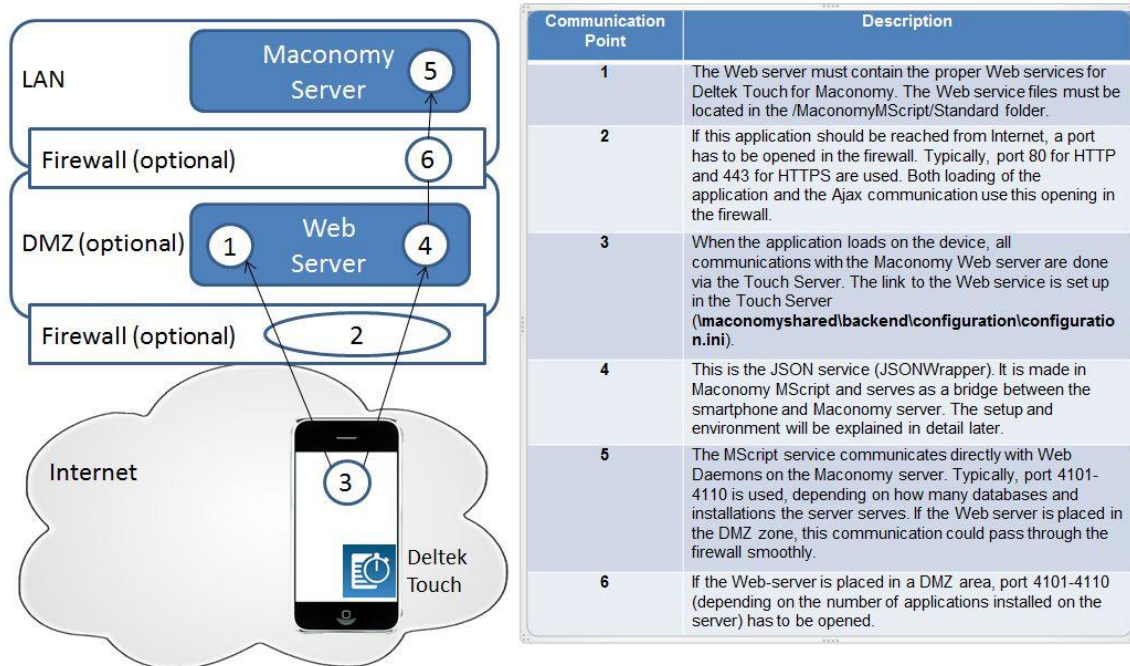 LAN
Maconomy
Server
5
Firewall (optional)
6
DMZ (optional)
1
Web
Server
4
Firewall (optional)
2
Internet
3
Deltek
Touch
Communication
Point
Description
1
The Web server must contain the proper Web services for
Deltek Touch for Maconomy. The Web service files must be
located in the /MaconomyMScript/Standard folder.
2
If this application should be reached from Internet, a port
has to be opened in the firewall. Typically, port 80 for HTTP
and 443 for HTTPS are used. Both loading of the
application and the Ajax communication use this opening in
the firewall.
3
When the application loads on the device, all
communications with the Maconomy Web server are done
via the Touch Server. The link to the Web service is set up
in the Touch Server
(\maconomyshared\backend\configuration\configuratio
n.ini).
4
This is the JSON service (JSONWrapper). It is made in
Maconomy MScript and serves as a bridge between the
smartphone and Maconomy server. The setup and
environment will be explained in detail later.
5
The MScript service communicates directly with Web
Daemons on the Maconomy server. Typically, port 4101-
4110 is used, depending on how many databases and
installations the server serves. If the Web server is placed in
the DMZ zone, this communication could pass through the
firewall smoothly.
6
If the Web-server is placed in a DMZ area, port 4101-4110
(depending on the number of applications installed on the
server) has to be opened.